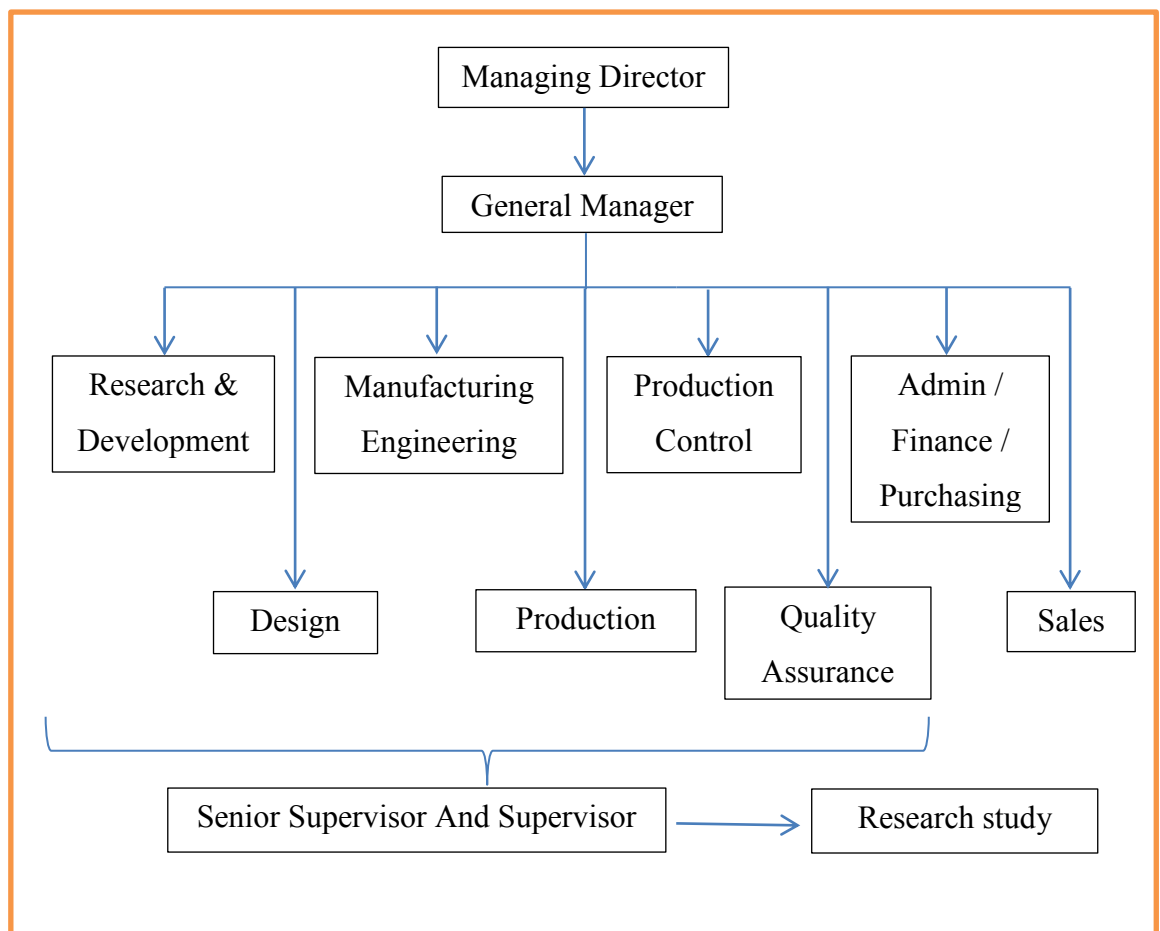 Managing Director
General Manager
Research &
Development
Manufacturing
Engineering
Production
Control
Admin /
Finance /
Purchasing
Design
Production
Quality
Assurance
Sales
Senior Supervisor And Supervisor
Research study